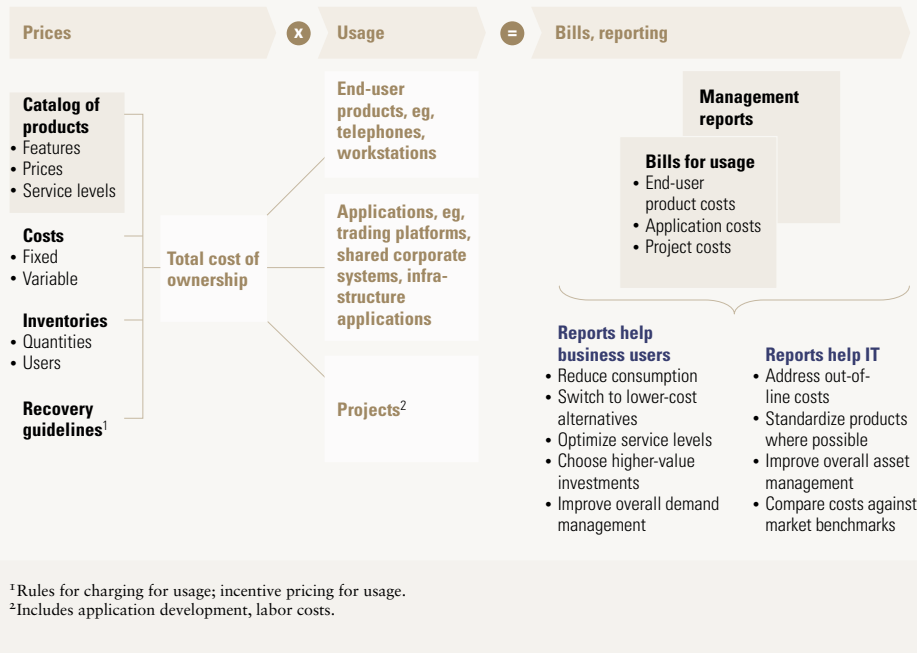 Prices
x
Usage
=
Bills, reporting
Catalog of
products
• Features
• Prices
• Service levels
Costs
• Fixed
• Variable
Inventories
• Quantities
• Users
Recovery
guidelines¹
Total cost of
ownership
End-user
products, eg,
telephones,
workstations
Applications, eg,
trading platforms,
shared corporate
systems, infra-
structure
applications
Projects²
Management
reports
Bills for usage
• End-user
product costs
• Application costs
• Project costs
Reports help
business users
• Reduce consumption
• Switch to lower-cost
alternatives
• Optimize service levels
• Choose higher-value
investments
• Improve overall demand
management
Reports help IT
• Address out-of-
line costs
• Standardize products
where possible
• Improve overall asset
management
• Compare costs against
market benchmarks
¹Rules for charging for usage; incentive pricing for usage.
²Includes application development, labor costs.